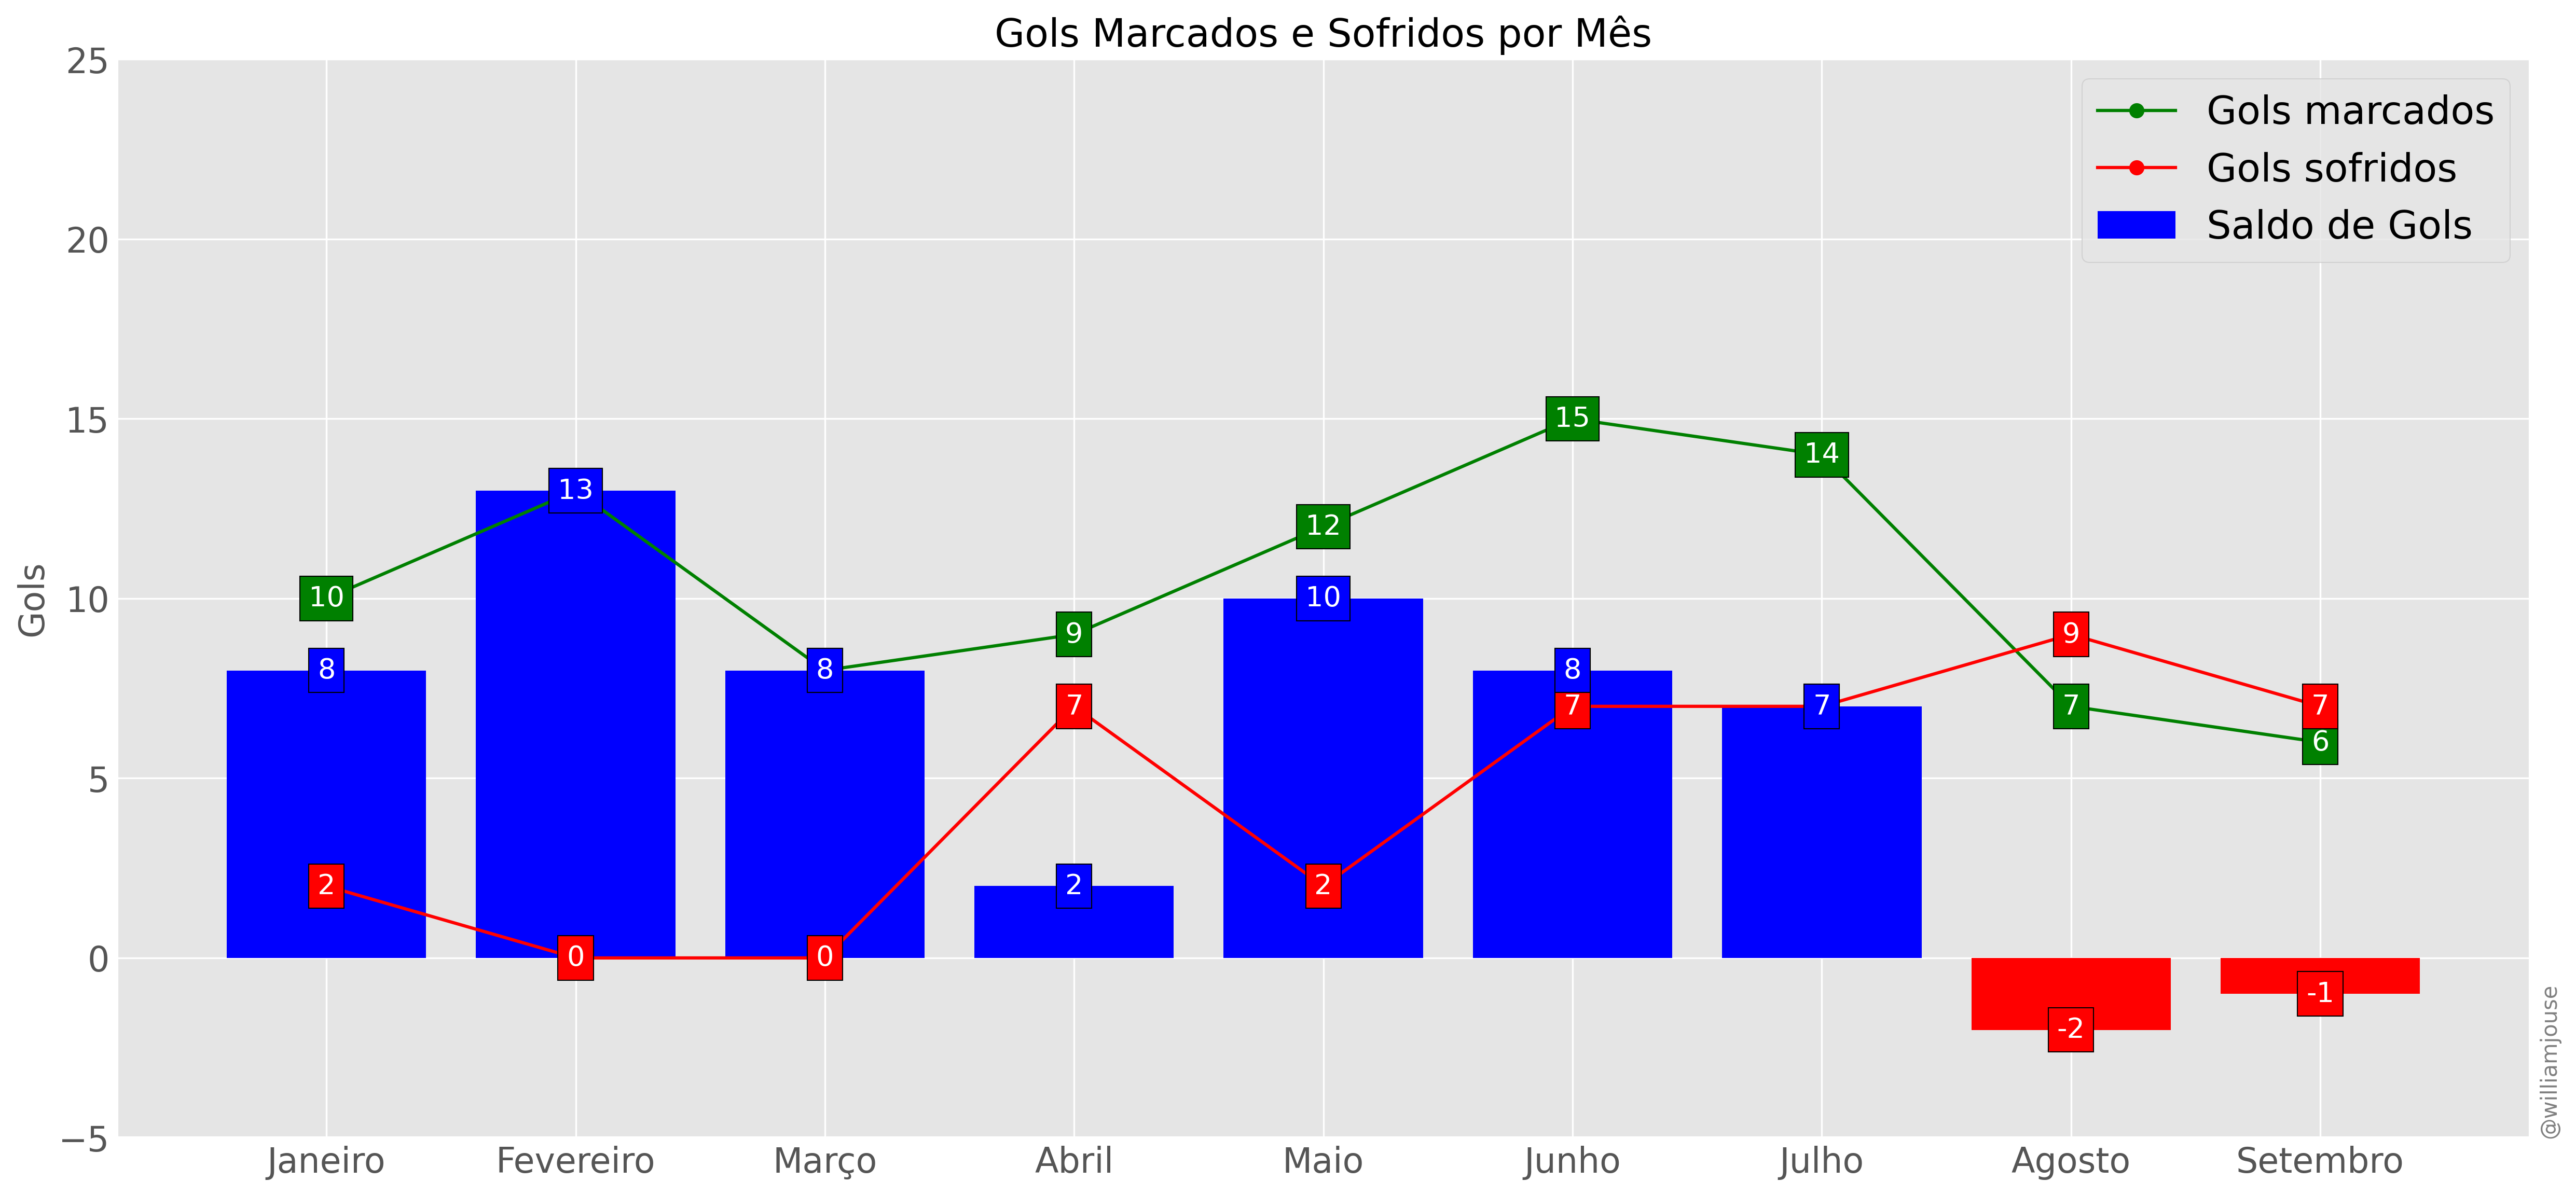 Gols Marcados e Sofridos por Mês
25
20
15
10
5
0
−5
Gols
Gols marcados
Gols sofridos
Saldo de Gols
10
13
8
9
12
15
14
7
6
8
2
10
8
7
2
0
0
7
2
7
9
7
-2
-1
Janeiro
Fevereiro
Março
Abril
Maio
Junho
Julho
Agosto
Setembro
@williamjouse